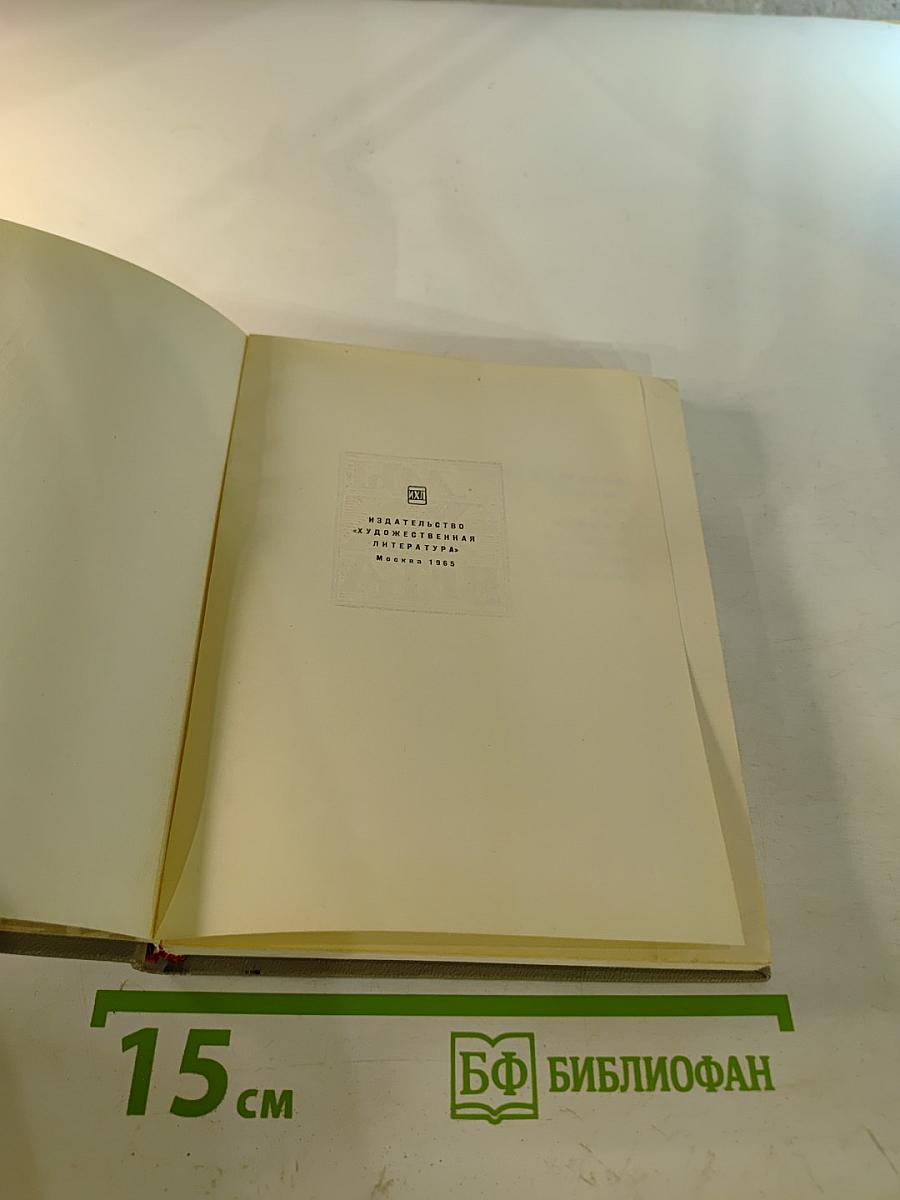 ИХЛ
ИЗДАТЕЛЬСТВО
«ХУДОЖЕСТВЕННАЯ
ЛИТЕРАТУРА»
Москва 1965
15 см
БФ БИБЛИОФАН